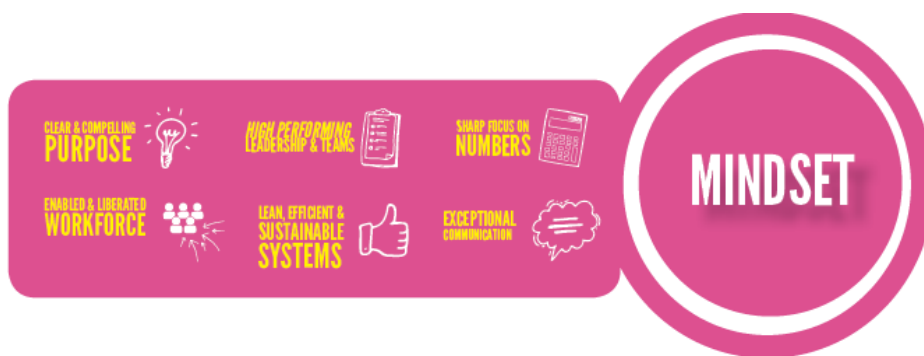 CLEAR & COMPELLING
PURPOSE
HIGH PERFORMING
LEADERSHIP & TEAMS
SHARP FOCUS ON
NUMBERS
ENABLED & LIBERATED
WORKFORCE
LEAN, EFFICIENT &
SUSTAINABLE
SYSTEMS
EXCEPTIONAL
COMMUNICATION
MINDSET